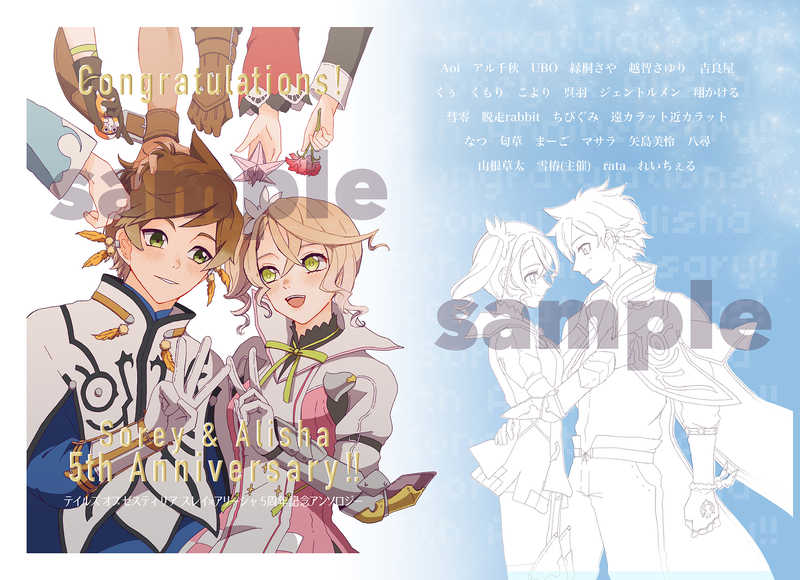 Congratulations!
sample
Sorey & Alisha
5th Anniversary!!
テイルズ オブ ゼスティリア スレイ×アリーシャ 5周年記念アンソロジー
Aoi アル千秋 UBO 縁桐さや 越智さゆり 吉良屋
くぅ くもり こより 呉羽 ジェントルメン 翔かける
彗零 脱走rabbit ちびぐみ 遠カラット近カラット
なつ 匂草 まーご マサラ 矢島美怜 八尋
山根草太 雪椿(主催) rata れいちぇる
sample